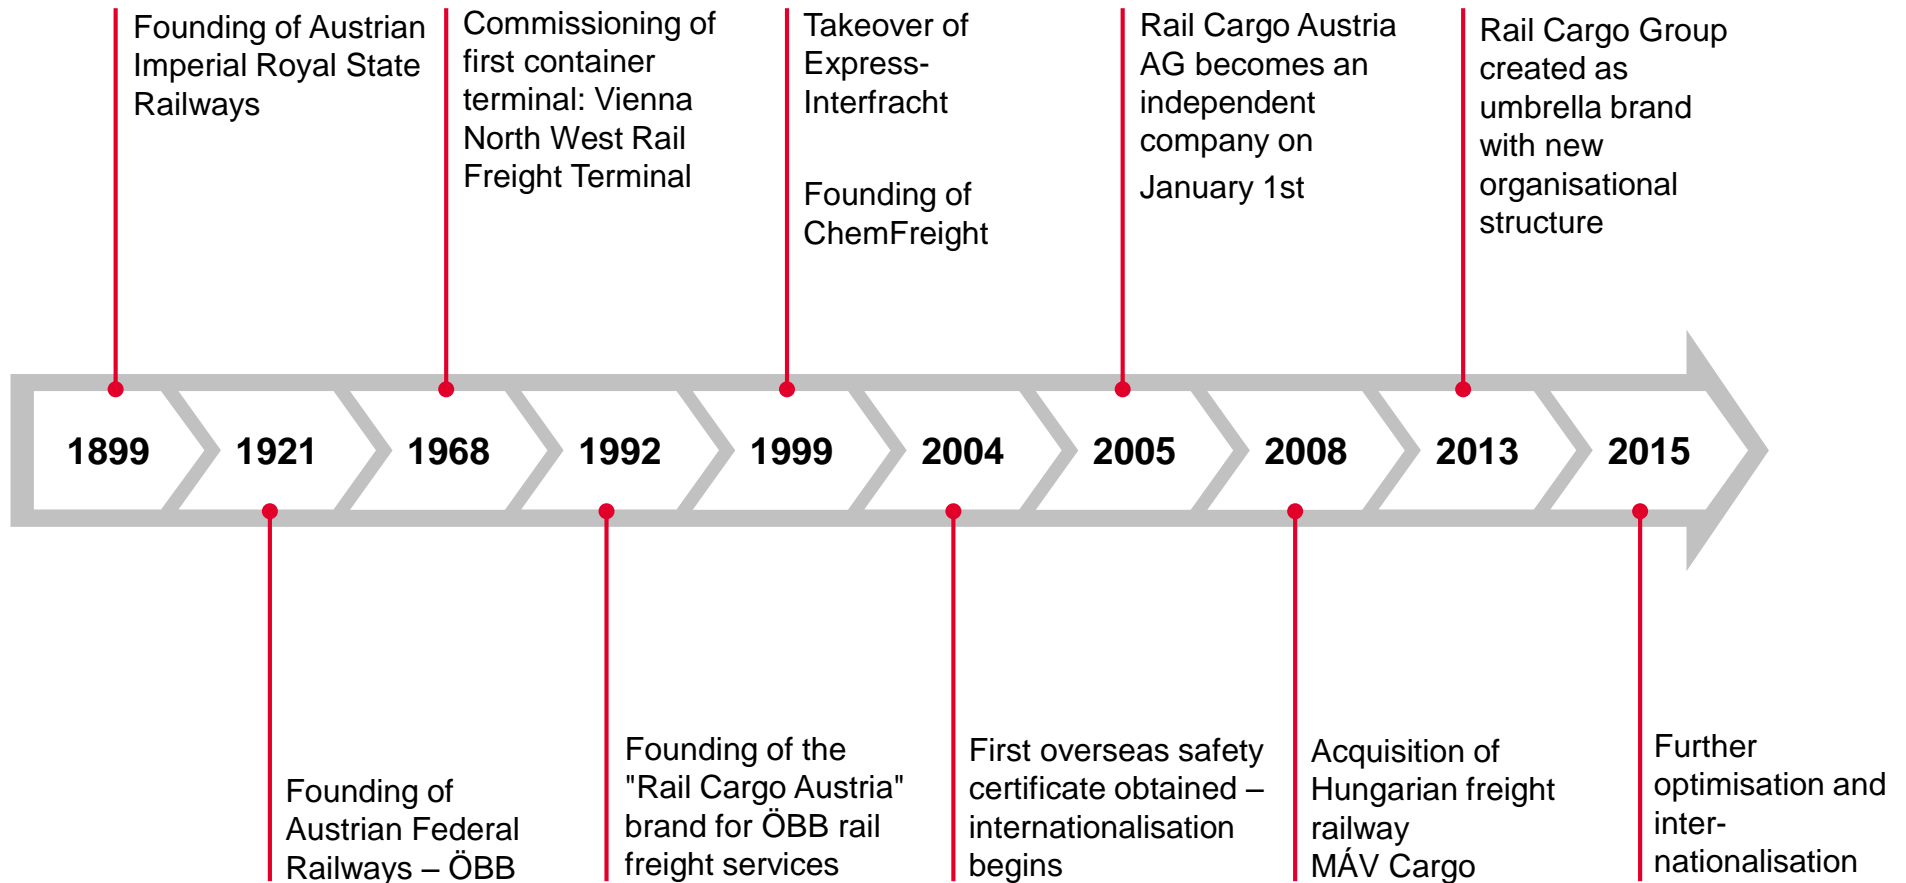 Founding of Austrian
Imperial Royal State
Railways
Commissioning of
first container
terminal: Vienna
North West Rail
Freight Terminal
Takeover of
Express-
Interfracht
Founding of
ChemFreight
Rail Cargo Austria
AG becomes an
independent
company on
January 1st
Rail Cargo Group
created as
umbrella brand
with new
organisational
structure
1899
1921
1968
1992
1999
2004
2005
2008
2013
2015
Founding of
Austrian Federal
Railways – ÖBB
Founding of the
"Rail Cargo Austria"
brand for ÖBB rail
freight services
First overseas safety
certificate obtained –
internationalisation
begins
Acquisition of
Hungarian freight
railway
MÁV Cargo
Further
optimisation and
inter-
nationalisation